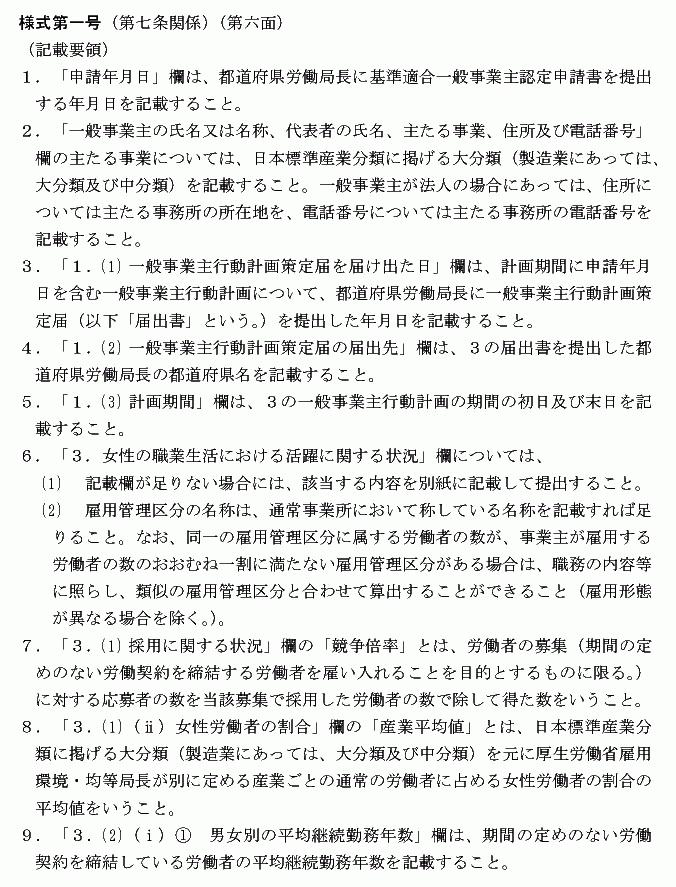 様式第一号（第七条関係）（第六面）
（記載要領）
１．「申請年月日」欄は、都道府県労働局長に基準適合一般事業主認定申請書を提出
する年月日を記載すること。
２．「一般事業主の氏名又は名称、代表者の氏名、主たる事業、住所及び電話番号」
欄の主たる事業については、日本標準産業分類に掲げる大分類（製造業にあっては、
大分類及び中分類）を記載すること。一般事業主が法人の場合にあっては、住所に
ついては主たる事務所の所在地を、電話番号については主たる事務所の電話番号を
記載すること。
３．「１．⑴ 一般事業主行動計画策定届を届け出た日」欄は、計画期間に申請年月
日を含む一般事業主行動計画について、都道府県労働局長に一般事業主行動計画策
定届（以下「届出書」という。）を提出した年月日を記載すること。
４．「１．⑵ 一般事業主行動計画策定届の届出先」欄は、３の届出書を提出した都
道府県労働局長の都道府県名を記載すること。
５．「１．⑶ 計画期間」欄は、３の一般事業主行動計画の期間の初日及び末日を記
載すること。
６．「３．女性の職業生活における活躍に関する状況」欄については、
⑴　記載欄が足りない場合には、該当する内容を別紙に記載して提出すること。
⑵　雇用管理区分の名称は、通常事業所において称している名称を記載すれば足
りること。なお、同一の雇用管理区分に属する労働者の数が、事業主が雇用する
労働者の数のおおむね一割に満たない雇用管理区分がある場合は、職務の内容等
に照らし、類似の雇用管理区分と合わせて算出することができること（雇用形態
が異なる場合を除く。）。
７．「３．⑴ 採用に関する状況」欄の「競争倍率」とは、労働者の募集（期間の定
めのない労働契約を締結する労働者を雇い入れることを目的とするものに限る。）
に対する応募者の数を当該募集で採用した労働者の数で除して得た数をいうこと。
８．「３．⑴（ⅱ）女性労働者の割合」欄の「産業平均値」とは、日本標準産業分
類に掲げる大分類（製造業にあっては、大分類及び中分類）を元に厚生労働省雇用
環境・均等局長が別に定める産業ごとの通常の労働者に占める女性労働者の割合の
平均値をいうこと。
９．「３．⑵（ⅰ）①　男女別の平均継続勤務年数」欄は、期間の定めのない労働
契約を締結している労働者の平均継続勤務年数を記載すること。